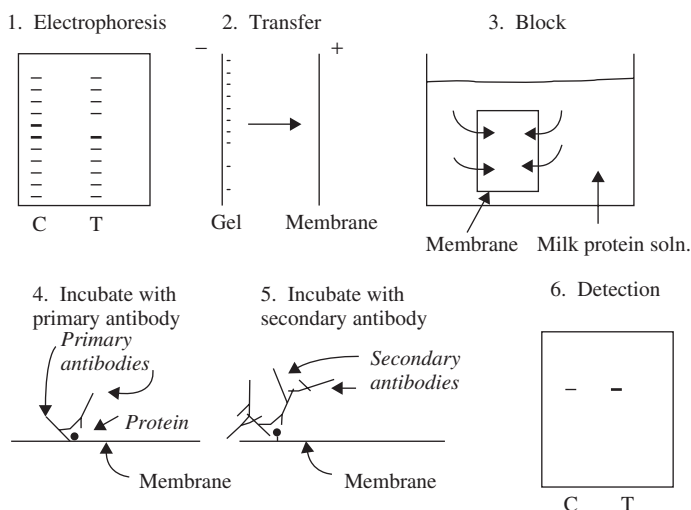 1. Electrophoresis
C T
2. Transfer
− +
Gel Membrane
3. Block
Membrane Milk protein soln.
4. Incubate with
primary antibody
Primary
antibodies
Protein
Membrane
5. Incubate with
secondary antibody
Secondary
antibodies
Membrane
6. Detection
C T